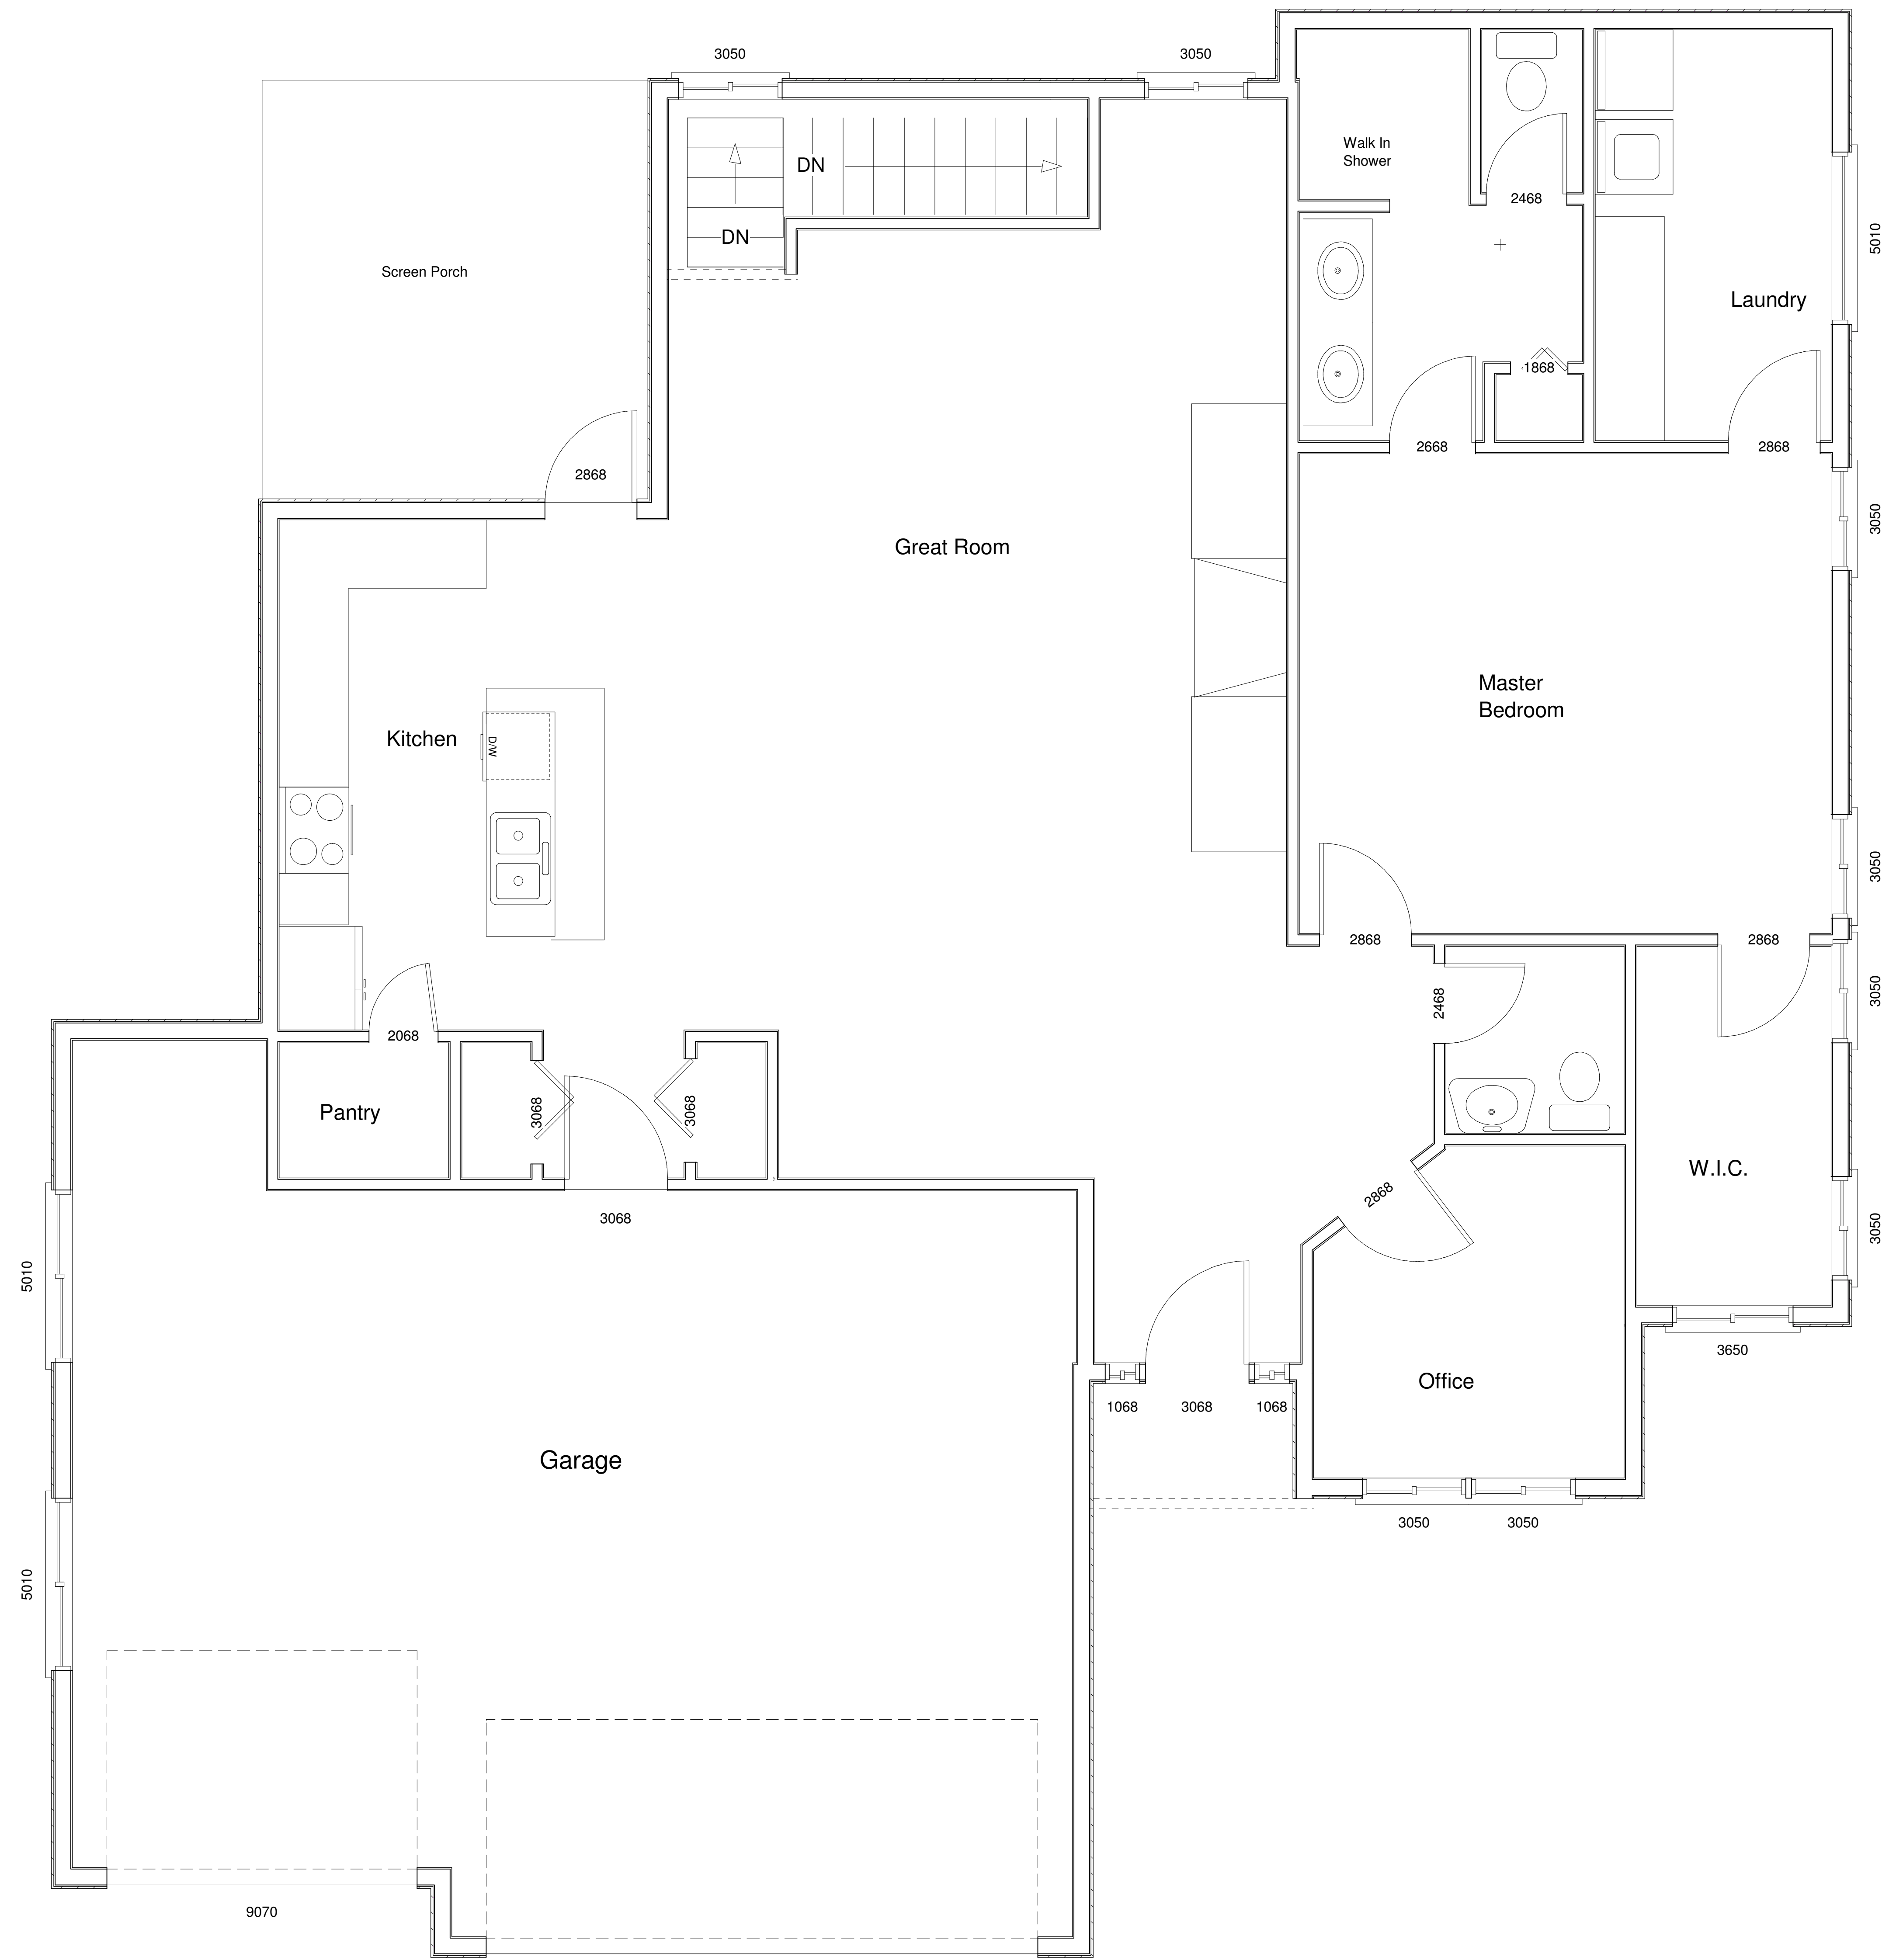 3050
3050
Walk In
Shower
DN
2468
DN
5010
Screen Porch
Laundry
1868
2868
2668
2868
3050
Great Room
Master
Bedroom
Kitchen
D/W
3050
2868
2868
3050
2468
2068
Pantry
3068
3068
W.I.C.
2868
3068
3050
5010
3650
Office
1068
3068
1068
Garage
3050
3050
5010
9070